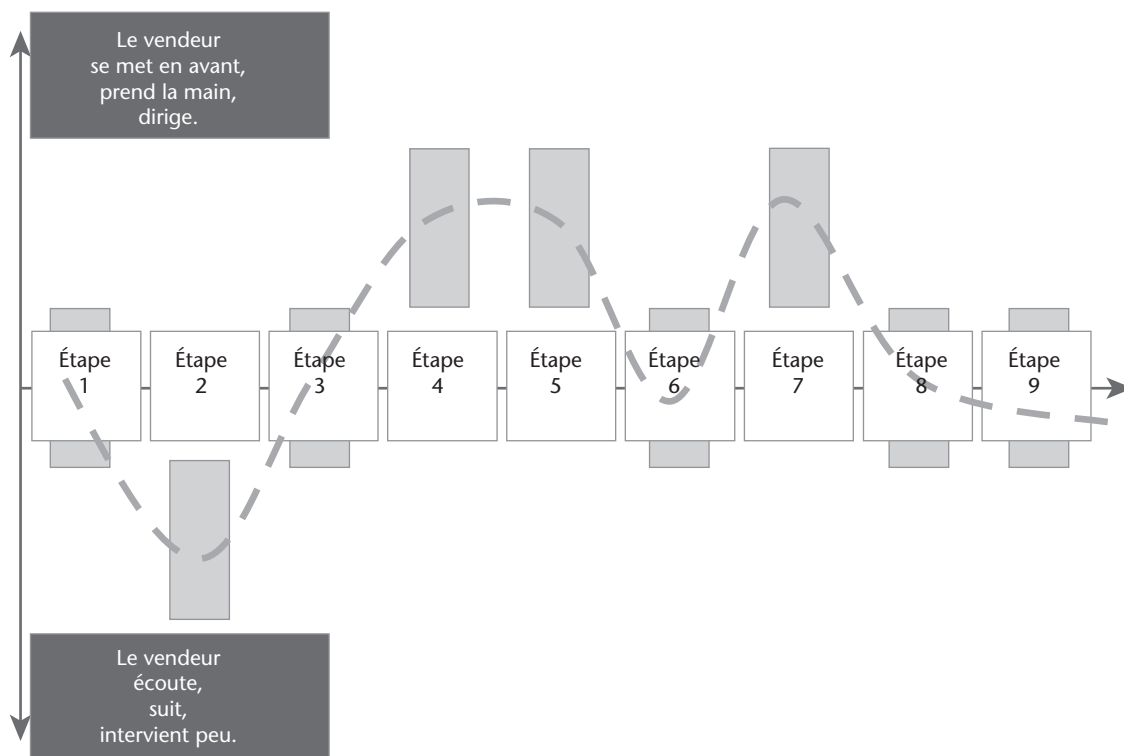 Le vendeur
se met en avant,
prend la main,
dirige.
Étape
1
Étape
2
Étape
3
Étape
4
Étape
5
Étape
6
Étape
7
Étape
8
Étape
9
Le vendeur
écoute,
suit,
intervient peu.